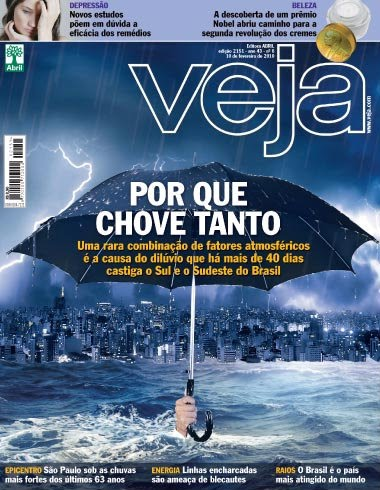 DEPRESSÃO
Novos estudos
põem em dúvida a
eficácia dos remédios
BELEZA
A descoberta de um prêmio
Nobel abriu caminho para a
segunda revolução dos cremes
Abril
Editora ABRIL
edição 2151 - ano 43 - nº 6
10 de fevereiro de 2010
veja
www.veja.com
POR QUE
CHOVE TANTO
Uma rara combinação de fatores atmosféricos
é a causa do dilúvio que há mais de 40 dias
castiga o Sul e o Sudeste do Brasil
EPICENTRO São Paulo sob as chuvas
mais fortes dos últimos 63 anos
ENERGIA Linhas encharcadas
são ameaça de blecautes
RAIOS O Brasil é o país
mais atingido do mundo